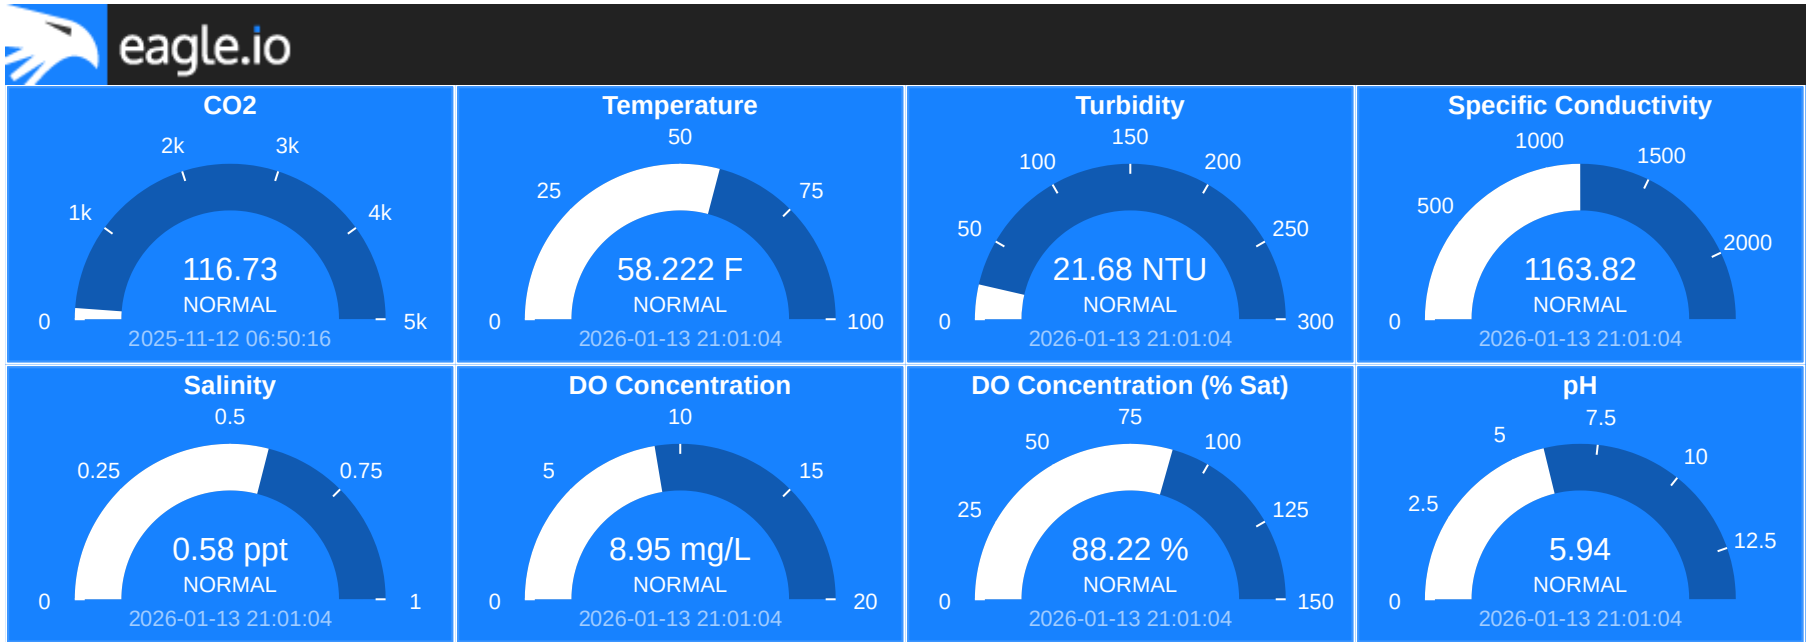 eagle.io
CO2
0
1k
2k
3k
4k
5k
116.73
NORMAL
2025-11-12 06:50:16
Temperature
0
25
50
75
100
58.222 F
NORMAL
2026-01-13 21:01:04
Turbidity
0
50
100
150
200
250
300
21.68 NTU
NORMAL
2026-01-13 21:01:04
Specific Conductivity
0
500
1000
1500
2000
1163.82
NORMAL
2026-01-13 21:01:04
Salinity
0
0.25
0.5
0.75
1
0.58 ppt
NORMAL
2026-01-13 21:01:04
DO Concentration
0
5
10
15
20
8.95 mg/L
NORMAL
2026-01-13 21:01:04
DO Concentration (% Sat)
0
25
50
75
100
125
150
88.22 %
NORMAL
2026-01-13 21:01:04
pH
0
2.5
5
7.5
10
12.5
5.94
NORMAL
2026-01-13 21:01:04